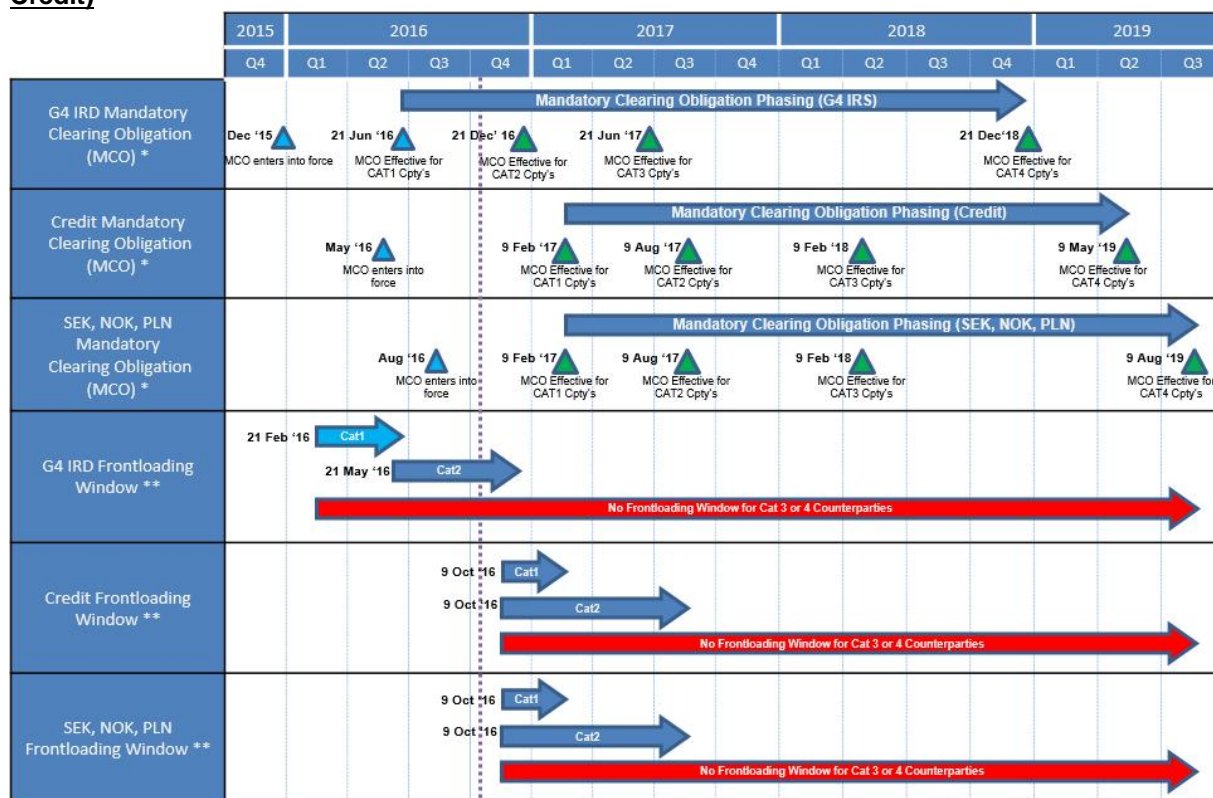 2015 2016 2017 2018 2019
Q4 Q1 Q2 Q3 Q4 Q1 Q2 Q3 Q4 Q1 Q2 Q3 Q4 Q1 Q2 Q3
G4 IRD Mandatory
Clearing Obligation
(MCO) *
Mandatory Clearing Obligation Phasing (G4 IRS)
Dec '15
MCO enters into force
21 Jun '16
MCO Effective for
CAT1 Cpty's
21 Dec' 16
MCO Effective for
CAT2 Cpty's
21 Jun '17
MCO Effective for
CAT3 Cpty's
21 Dec'18
MCO Effective for
CAT4 Cpty's
Credit Mandatory
Clearing Obligation
(MCO) *
Mandatory Clearing Obligation Phasing (Credit)
May '16
MCO enters into
force
9 Feb '17
MCO Effective for
CAT1 Cpty's
9 Aug '17
MCO Effective for
CAT2 Cpty's
9 Feb '18
MCO Effective for
CAT3 Cpty's
9 May '19
MCO Effective for
CAT4 Cpty's
SEK, NOK, PLN
Mandatory
Clearing Obligation
(MCO) *
Mandatory Clearing Obligation Phasing (SEK, NOK, PLN)
Aug '16
MCO enters into
force
9 Feb '17
MCO Effective for
CAT1 Cpty's
9 Aug '17
MCO Effective for
CAT2 Cpty's
9 Feb '18
MCO Effective for
CAT3 Cpty's
9 Aug '19
MCO Effective for
CAT4 Cpty's
G4 IRD Frontloading
Window **
21 Feb '16 Cat1
21 May '16 Cat2
No Frontloading Window for Cat 3 or 4 Counterparties
Credit Frontloading
Window **
9 Oct '16 Cat1
9 Oct '16 Cat2
No Frontloading Window for Cat 3 or 4 Counterparties
SEK, NOK, PLN
Frontloading Window **
9 Oct '16 Cat1
9 Oct '16 Cat2
No Frontloading Window for Cat 3 or 4 Counterparties